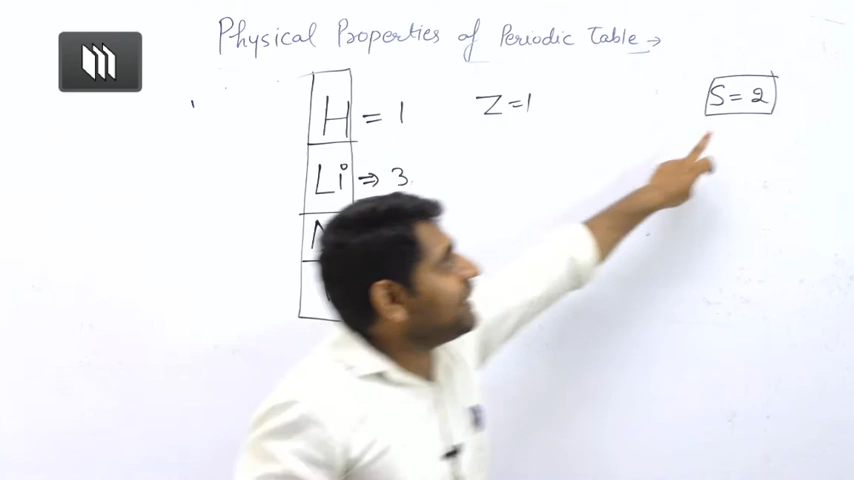 Physical Properties of Periodic Table →
H = 1 Z = 1 S = 2
Li ⇒ 3